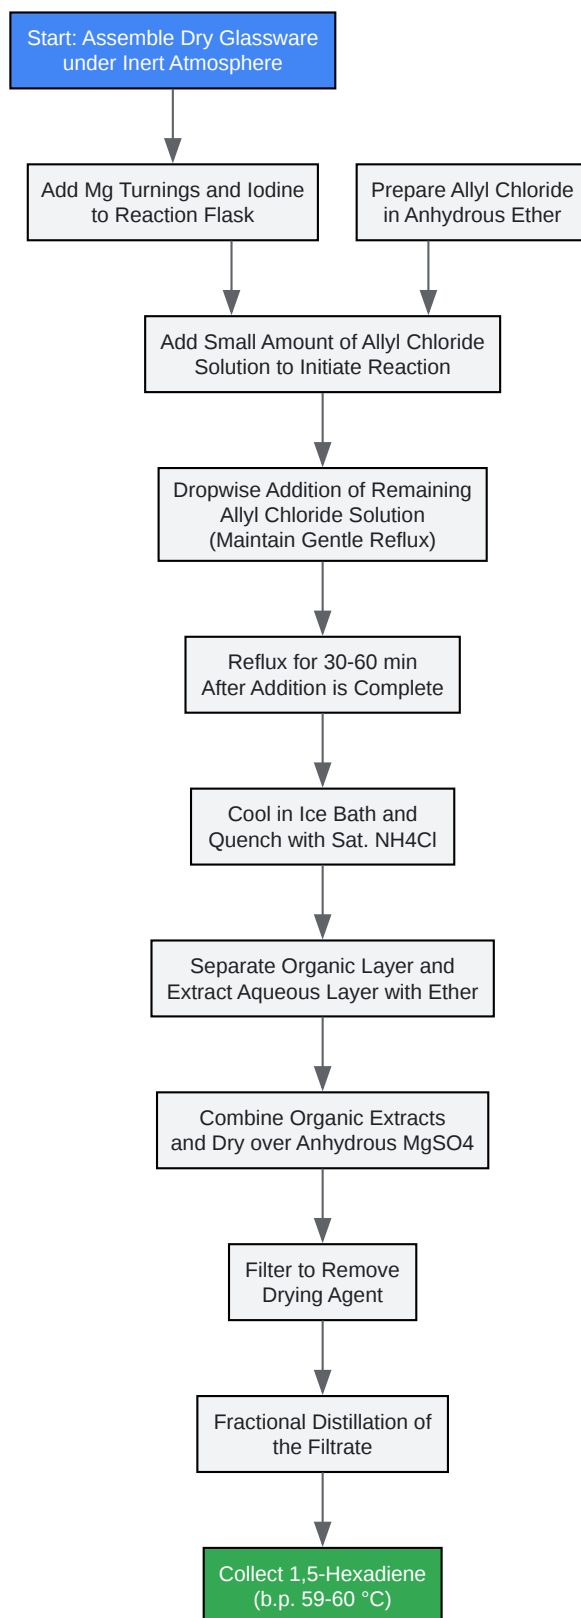 Start: Assemble Dry Glassware
under Inert Atmosphere
Add Mg Turnings and Iodine
to Reaction Flask
Prepare Allyl Chloride
in Anhydrous Ether
Add Small Amount of Allyl Chloride
Solution to Initiate Reaction
Dropwise Addition of Remaining
Allyl Chloride Solution
(Maintain Gentle Reflux)
Reflux for 30-60 min
After Addition is Complete
Cool in Ice Bath and
Quench with Sat. NH4Cl
Separate Organic Layer and
Extract Aqueous Layer with Ether
Combine Organic Extracts
and Dry over Anhydrous MgSO4
Filter to Remove
Drying Agent
Fractional Distillation of
the Filtrate
Collect 1,5-Hexadiene
(b.p. 59-60 °C)